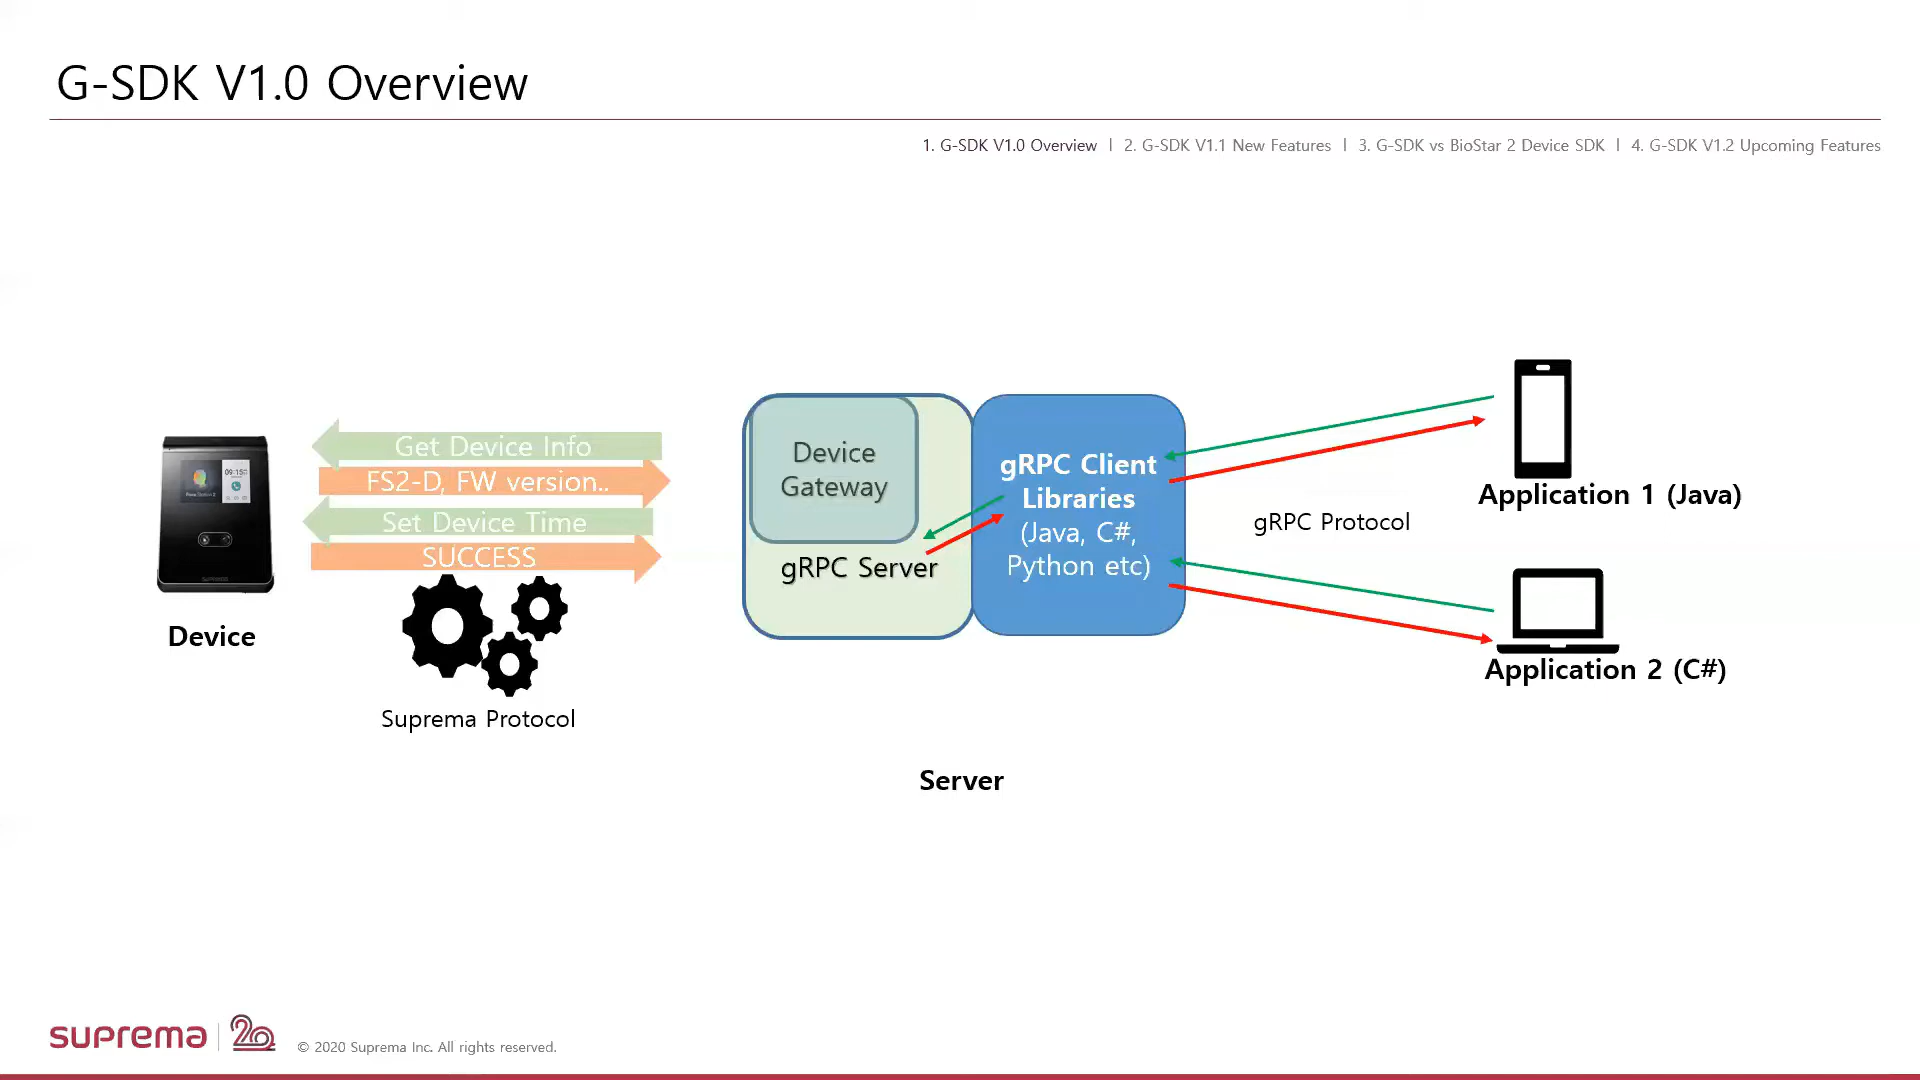 G-SDK V1.0 Overview
1. G-SDK V1.0 Overview | 2. G-SDK V1.1 New Features | 3. G-SDK vs BioStar 2 Device SDK | 4. G-SDK V1.2 Upcoming Features
Get Device Info
FS2-D, FW version..
Set Device Time
SUCCESS
Device
Suprema Protocol
Device
Gateway
gRPC Server
gRPC Client
Libraries
(Java, C#,
Python etc)
gRPC Protocol
Application 1 (Java)
Application 2 (C#)
Server
suprema | 20
© 2020 Suprema Inc. All rights reserved.